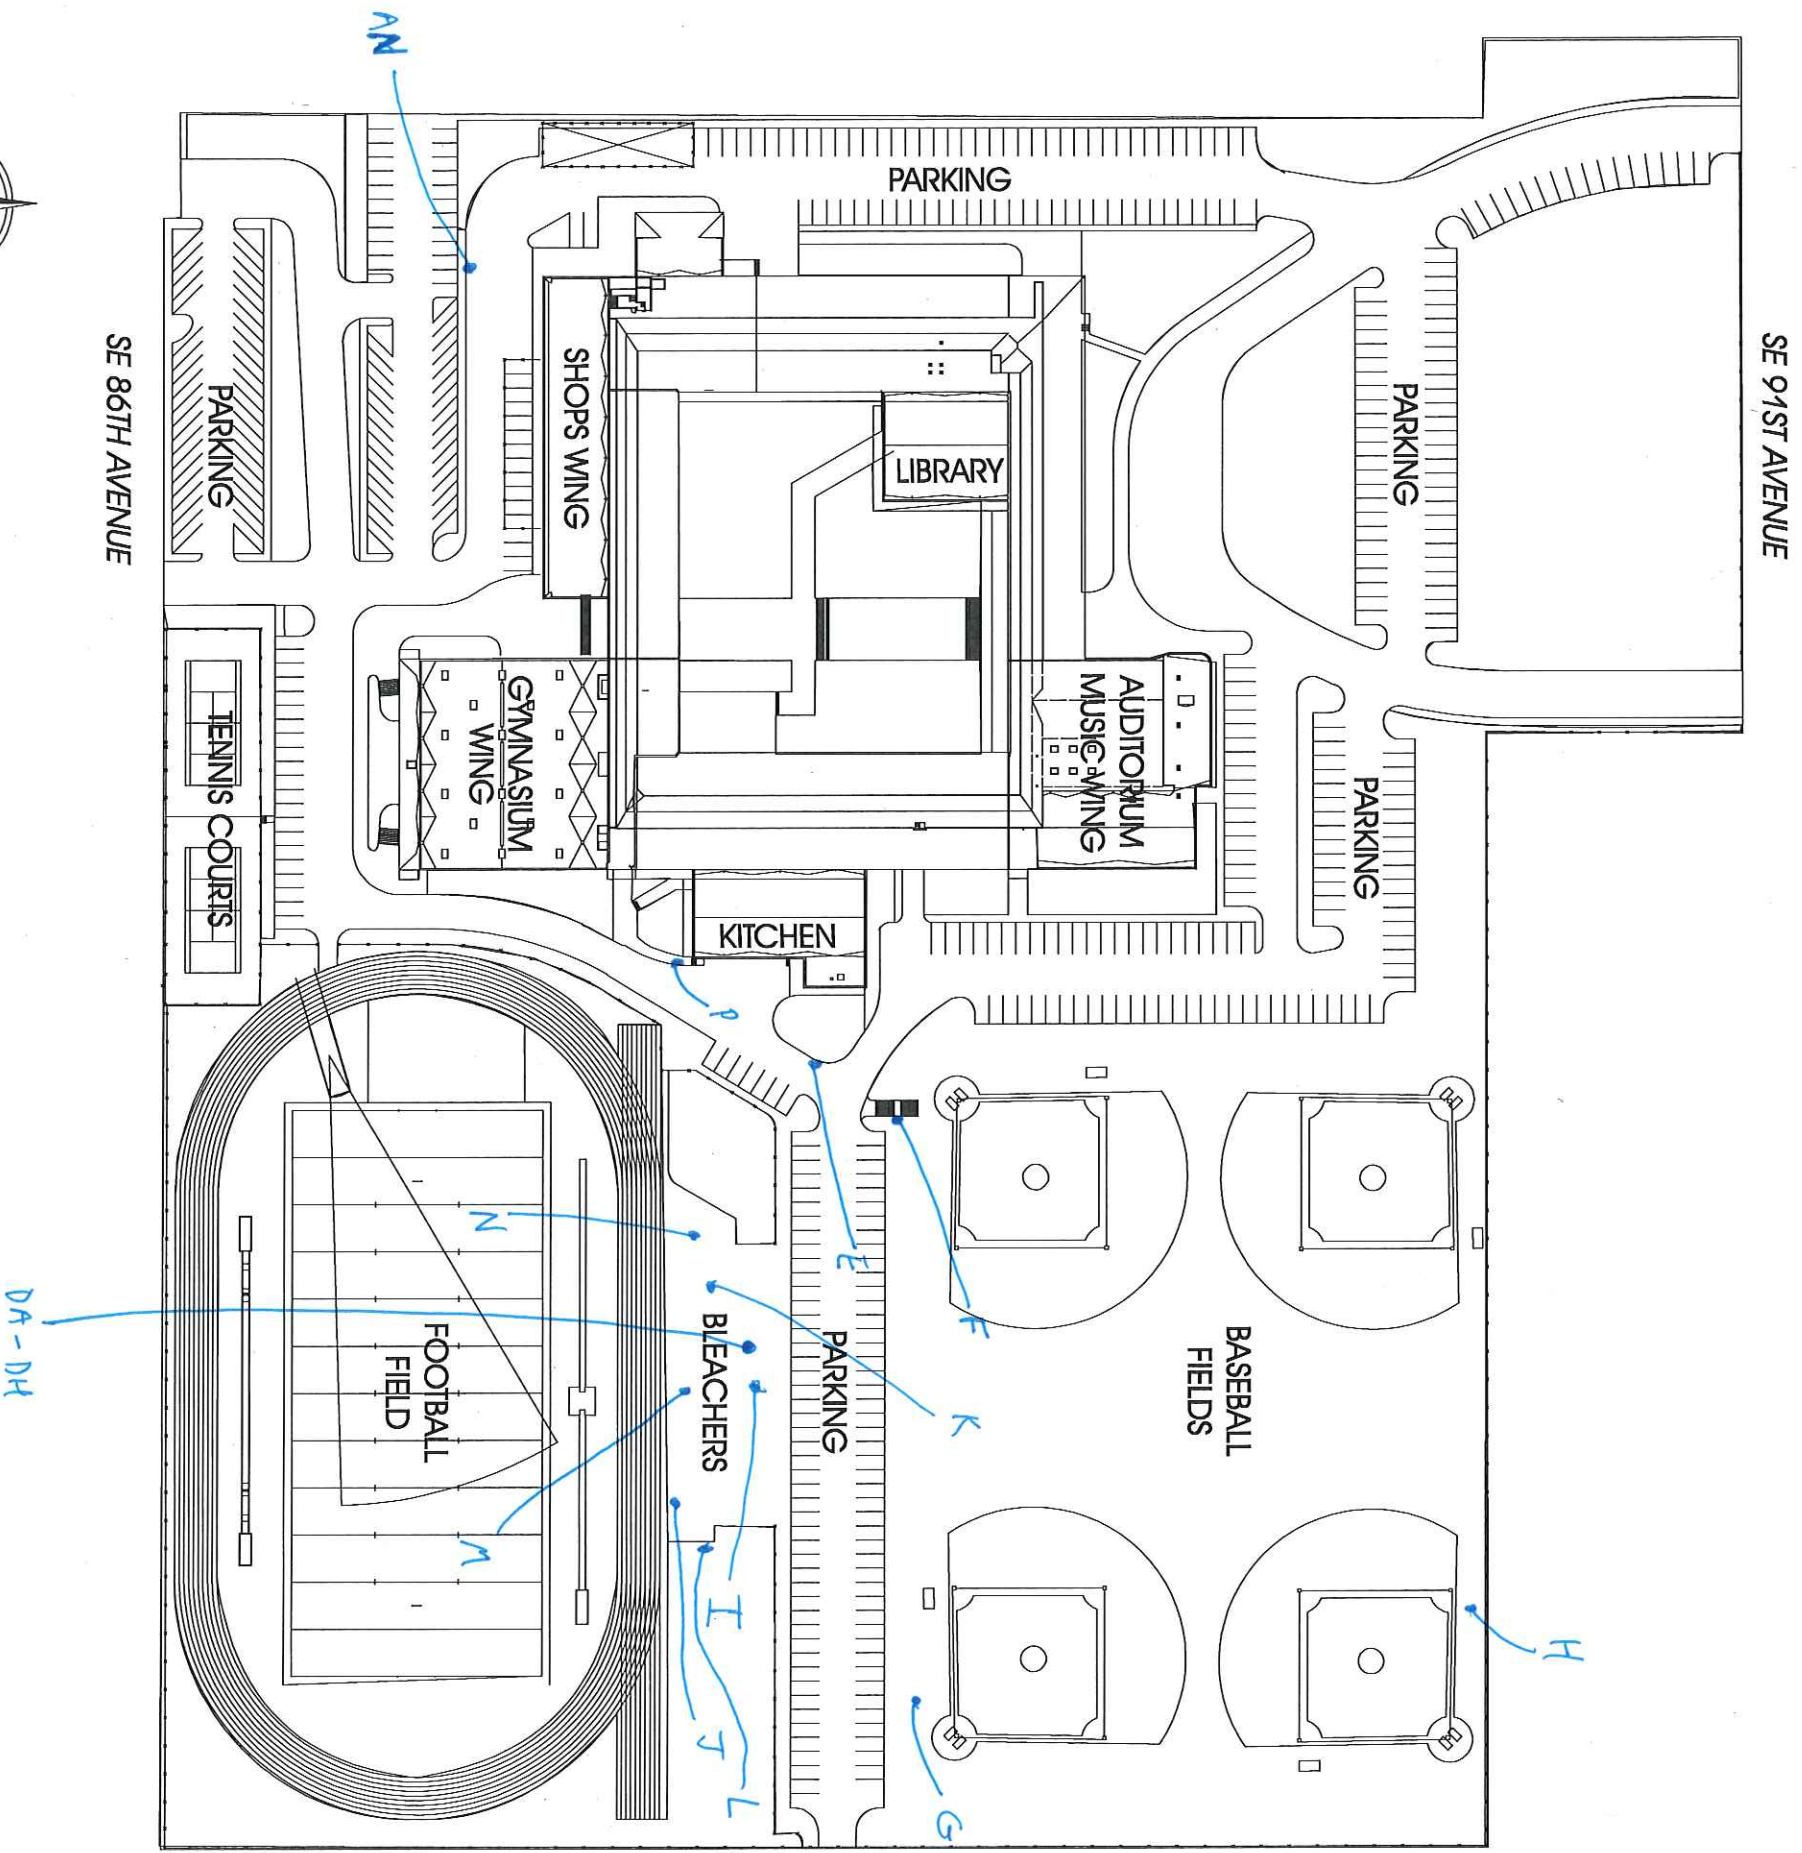 AN
PARKING
SE 91ST AVENUE
SE 86TH AVENUE
PARKING
SHOPS WING
LIBRARY
PARKING
TENNIS COURTS
GYMNASIUM
WING
AUDITORIUM
MUSIC WING
PARKING
KITCHEN
P
E
F
N
K
DA-DH
FOOTBALL
FIELD
BLEACHERS
PARKING
BASEBALL
FIELDS
M
I
J
L
G
H